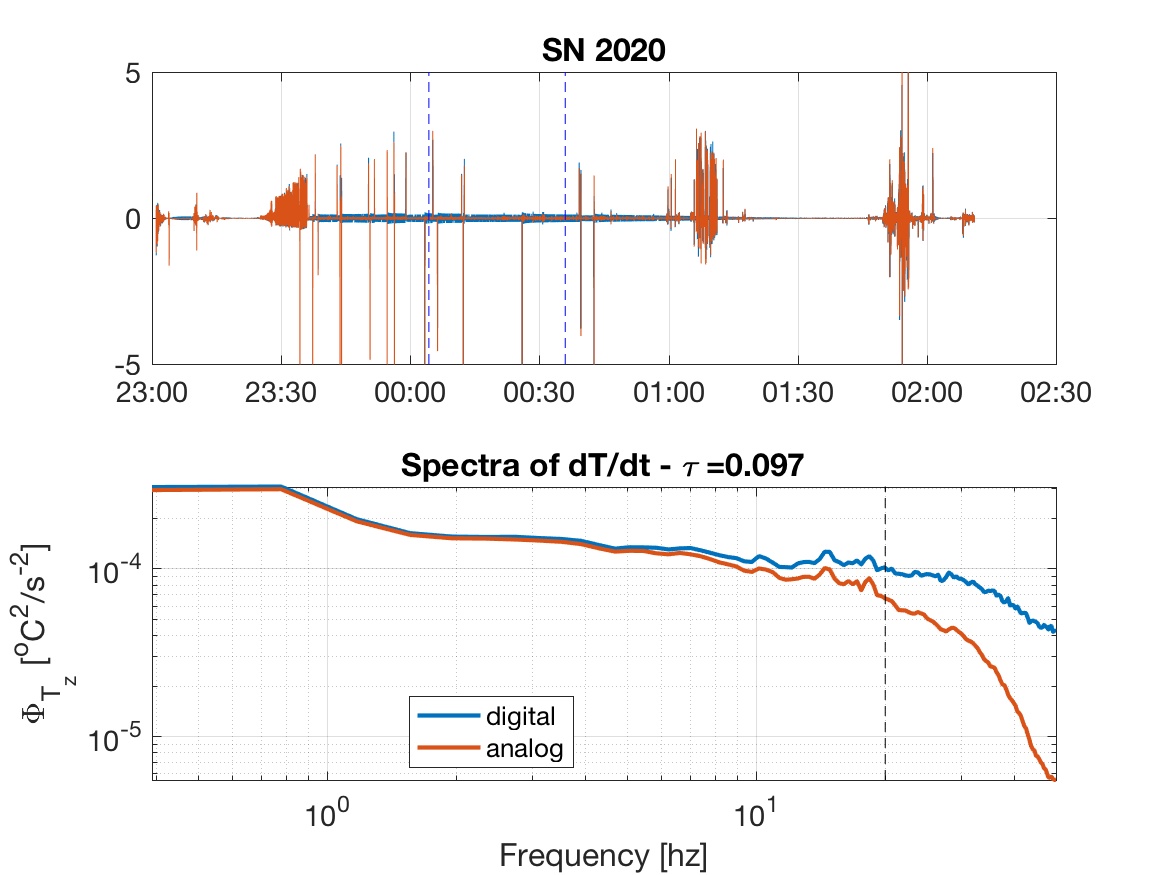 SN 2020
5
0
-5
23:00 23:30 00:00 00:30 01:00 01:30 02:00 02:30
Spectra of dT/dt - τ =0.097
10⁻⁴
10⁻⁵
Φ_T_z [°C²/s⁻²]
digital
analog
10⁰ 10¹
Frequency [hz]